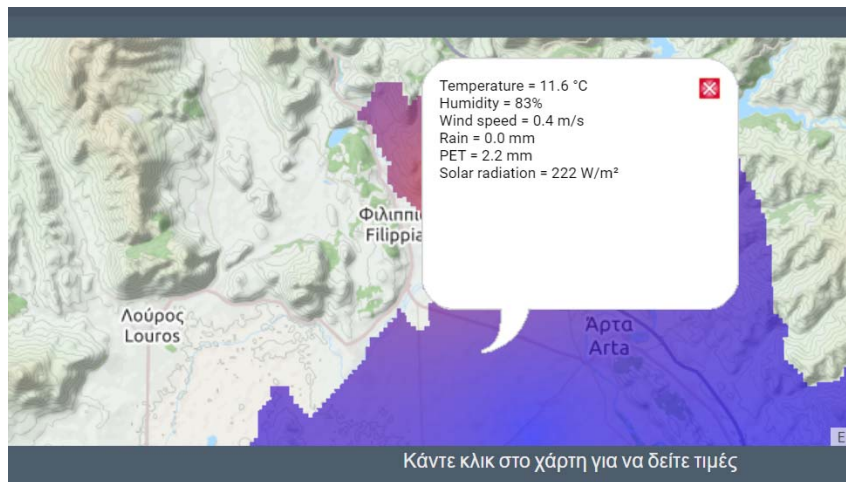 Temperature = 11.6 °C
Humidity = 83%
Wind speed = 0.4 m/s
Rain = 0.0 mm
PET = 2.2 mm
Solar radiation = 222 W/m²
Λούρος
Louros
Άρτα
Arta
Κάντε κλικ στο χάρτη για να δείτε τιμές